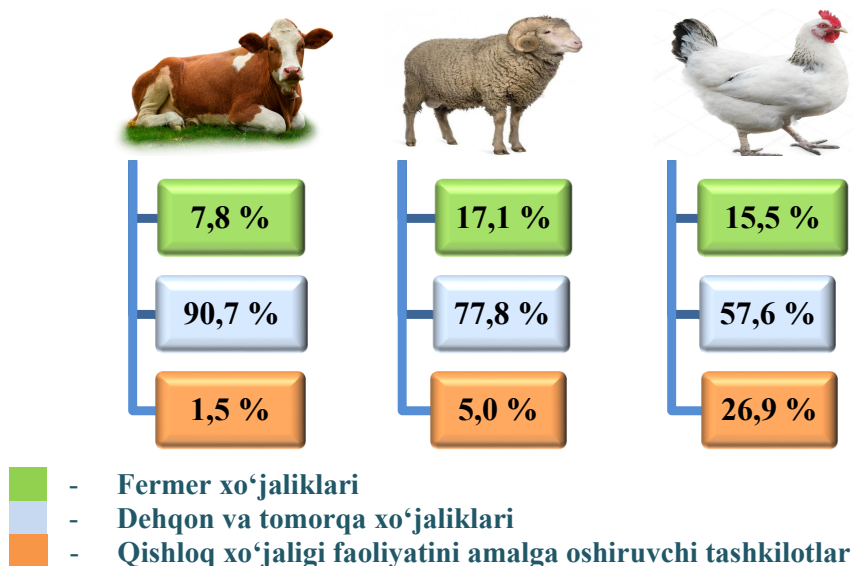 7,8 % 17,1 % 15,5 %
90,7 % 77,8 % 57,6 %
1,5 % 5,0 % 26,9 %
- Fermer xo‘jaliklari
- Dehqon va tomorqa xo‘jaliklari
- Qishloq xo‘jaligi faoliyatini amalga oshiruvchi tashkilotlar